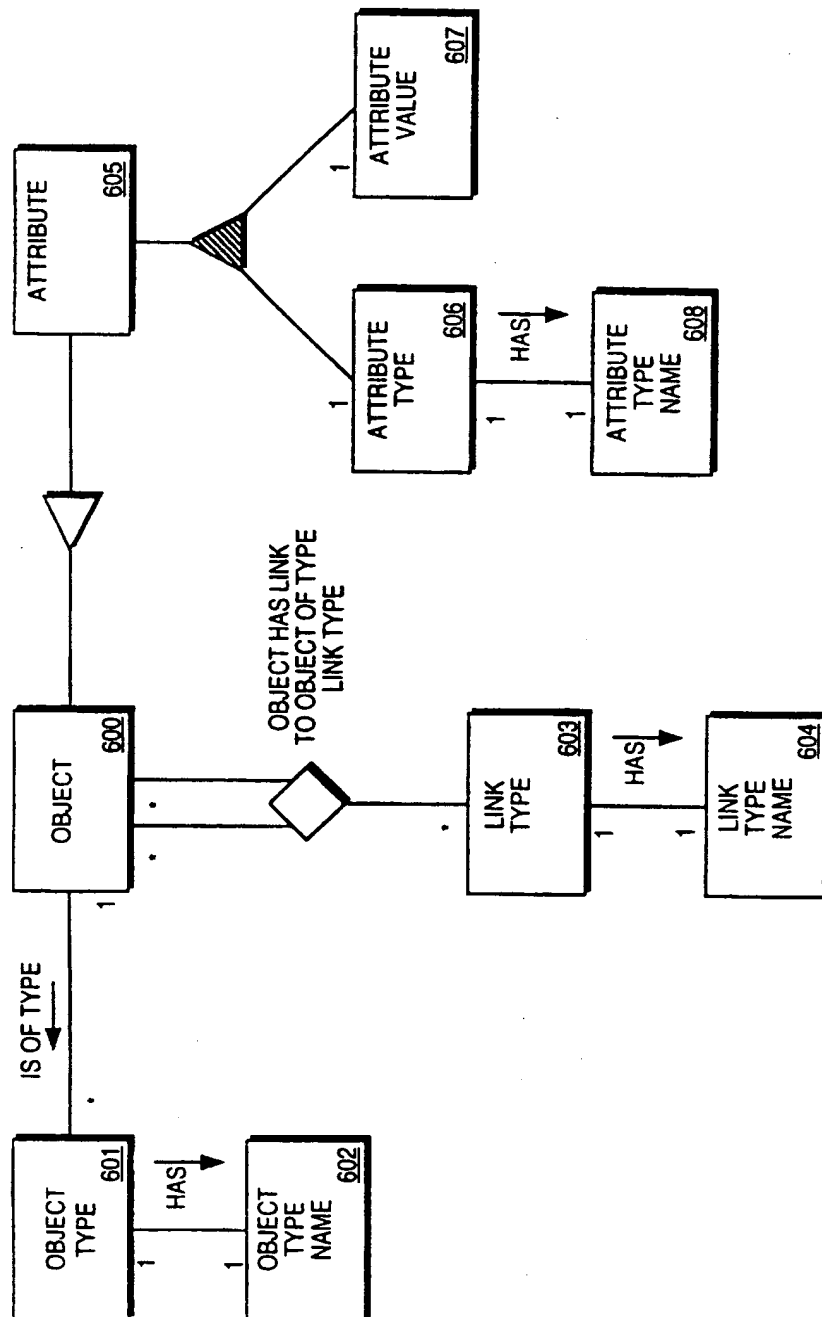 OBJECT
TYPE
601
IS OF TYPE
*
1
OBJECT
600
ATTRIBUTE
605
1
HAS
1
OBJECT
TYPE
NAME
602
*
*
OBJECT HAS LINK
TO OBJECT OF TYPE
LINK TYPE
*
LINK
TYPE
603
1
HAS
1
LINK
TYPE
NAME
604
1
ATTRIBUTE
TYPE
606
1
ATTRIBUTE
VALUE
607
1
HAS
1
ATTRIBUTE
TYPE
NAME
608